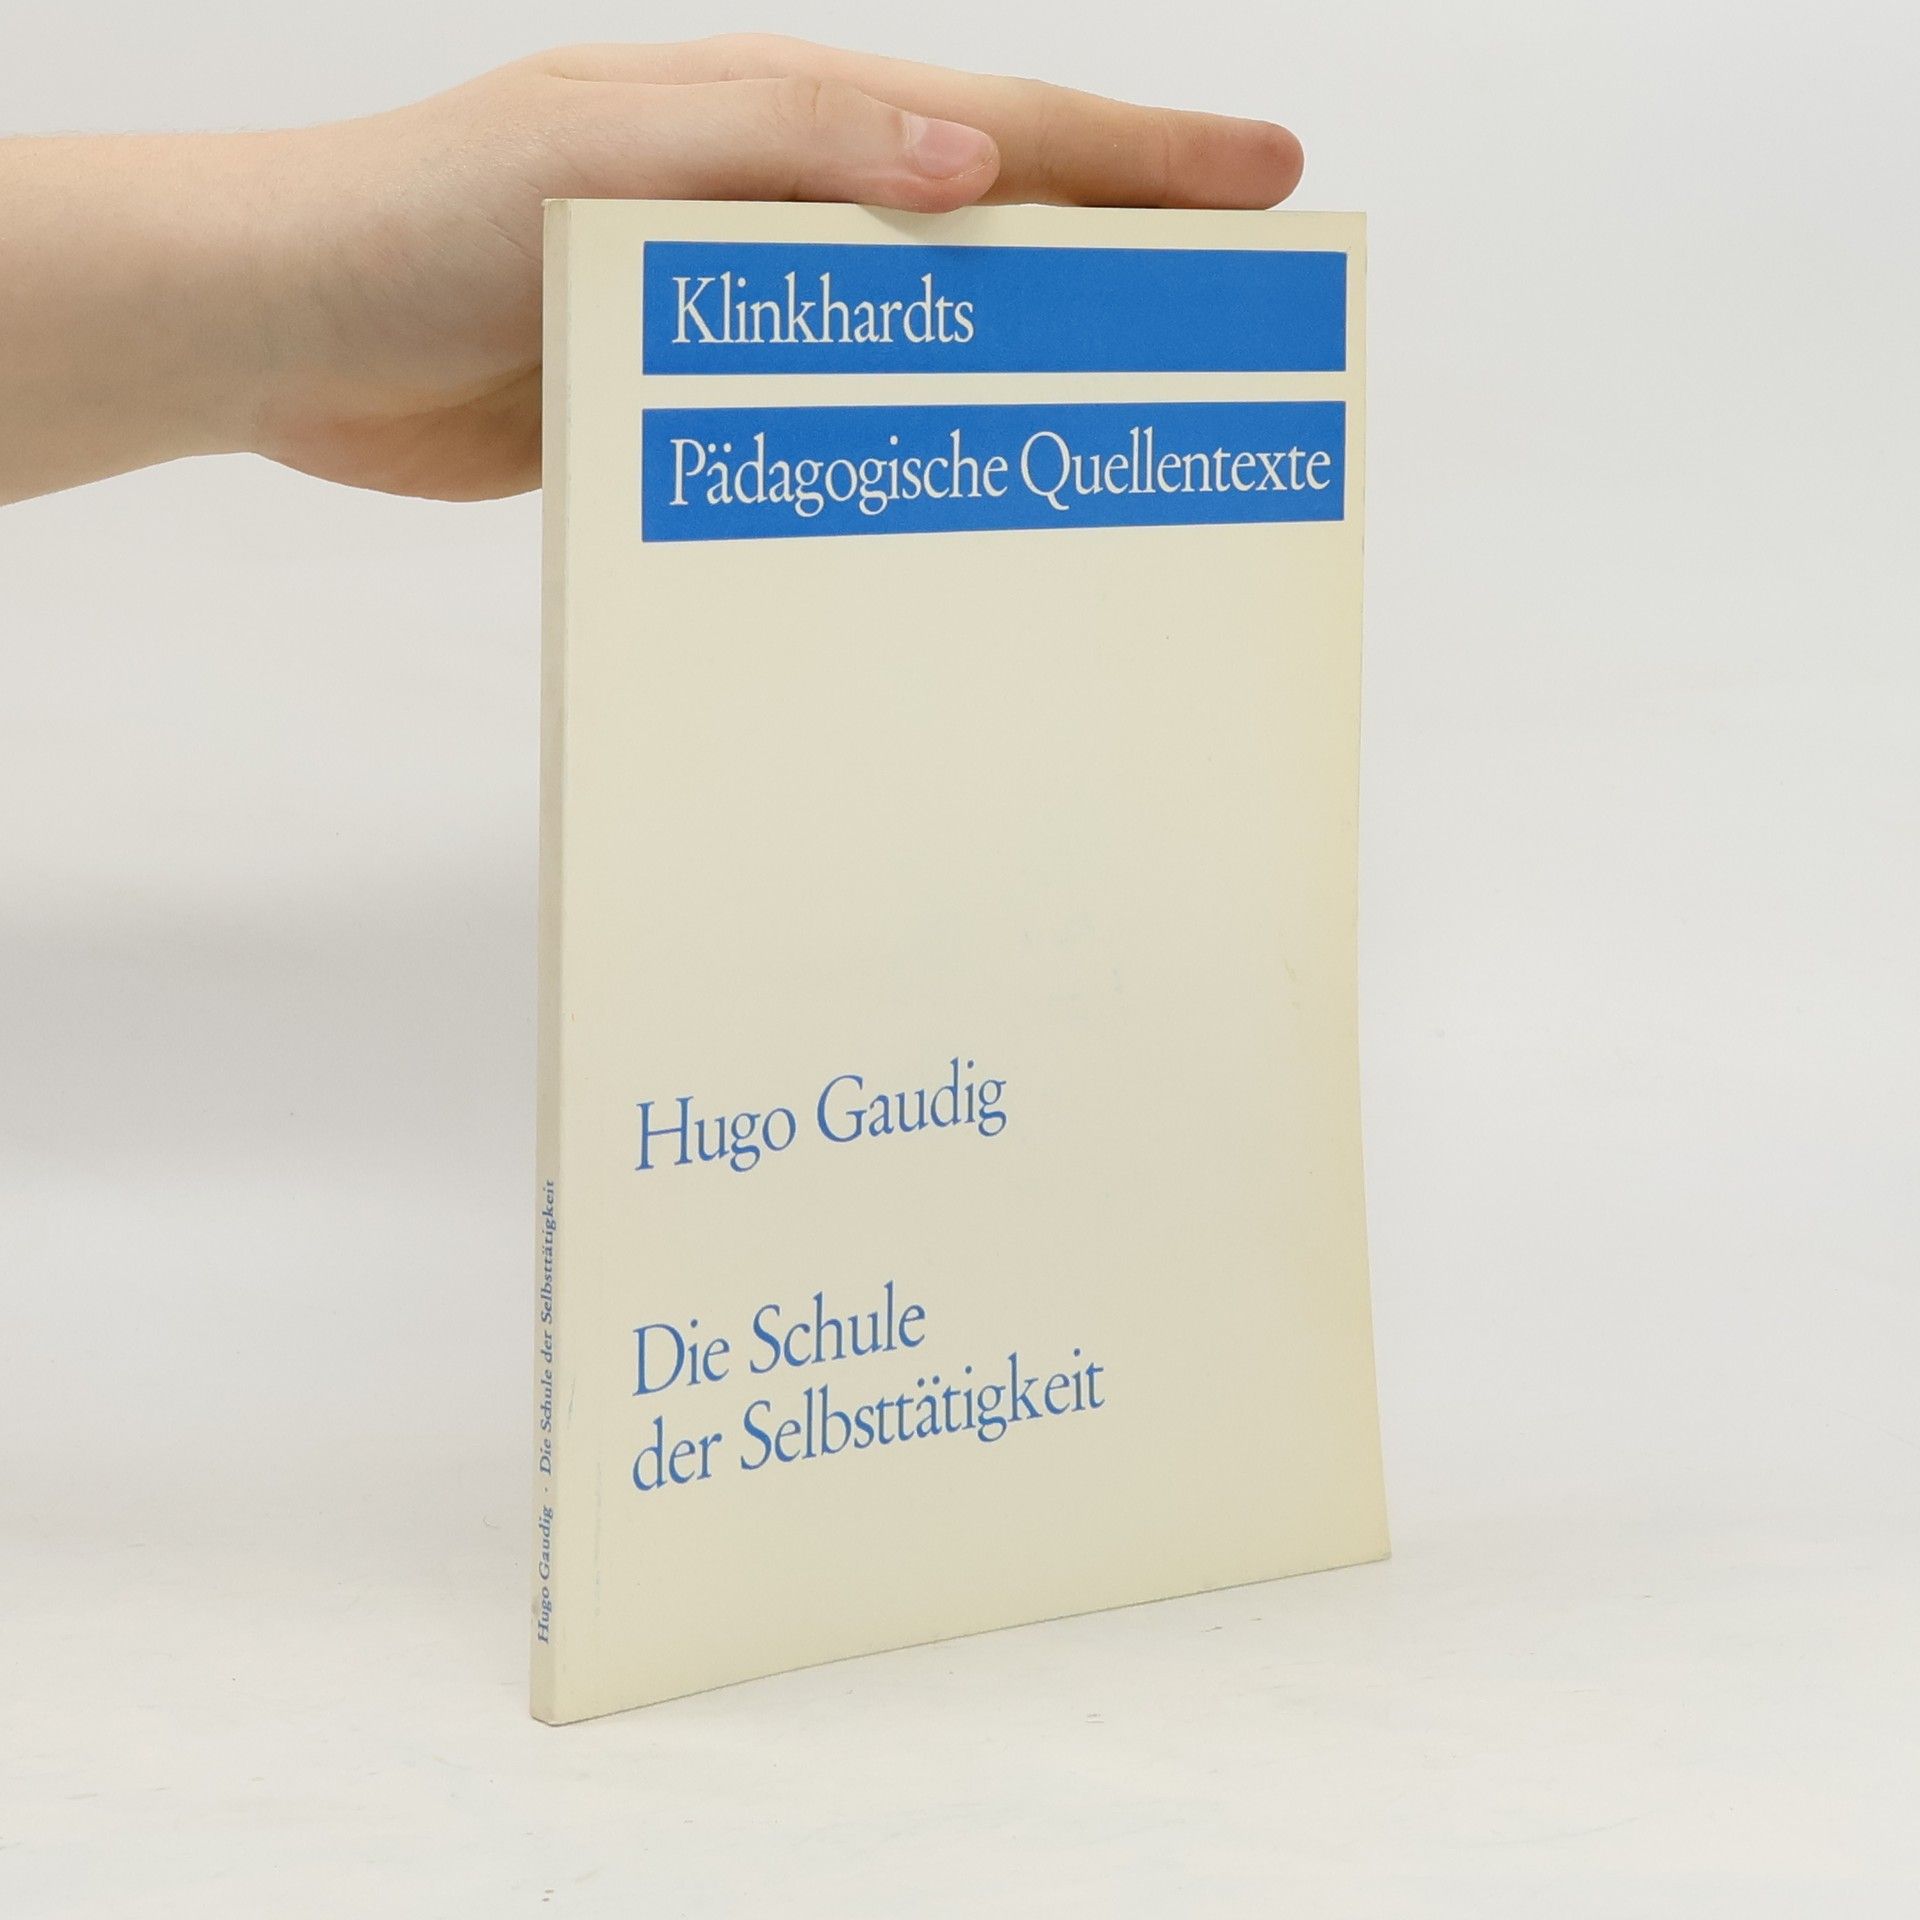 Klinkhardts
Pädagogische Quellentexte
Hugo Gaudig
Die Schule
der Selbsttätigkeit
Hugo Gaudig · Die Schule der Selbsttätigkeit